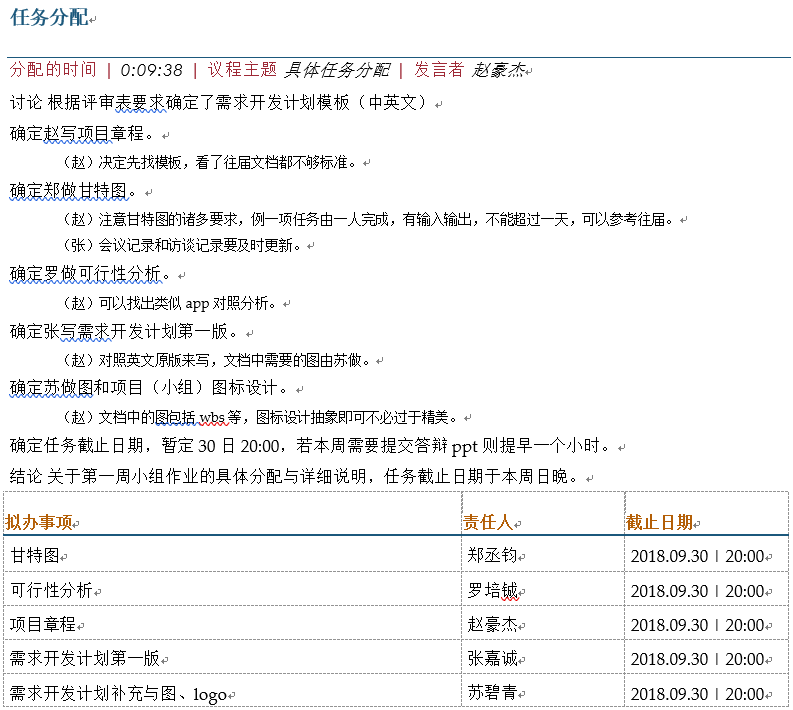 任务分配
分配的时间 | 0:09:38 | 议程主题 具体任务分配 | 发言者 赵豪杰
讨论 根据评审表要求确定了需求开发计划模板（中英文）
确定赵写项目章程。
（赵）决定先找模板，看了往届文档都不够标准。
确定郑做甘特图。
（赵）注意甘特图的诸多要求，例一项任务由一人完成，有输入输出，不能超过一天，可以参考往届。
（张）会议记录和访谈记录要及时更新。
确定罗做可行性分析。
（赵）可以找出类似 app 对照分析。
确定张写需求开发计划第一版。
（赵）对照英文原版来写，文档中需要的图由苏做。
确定苏做图和项目（小组）图标设计。
（赵）文档中的图包括 wbs 等，图标设计抽象即可不必过于精美。
确定任务截止日期，暂定 30 日 20:00，若本周需要提交答辩 ppt 则提早一个小时。
结论 关于第一周小组作业的具体分配与详细说明，任务截止日期于本周日晚。
拟办事项 责任人 截止日期
甘特图 郑丞钧 2018.09.30 | 20:00
可行性分析 罗培铖 2018.09.30 | 20:00
项目章程 赵豪杰 2018.09.30 | 20:00
需求开发计划第一版 张嘉诚 2018.09.30 | 20:00
需求开发计划补充与图、logo 苏碧青 2018.09.30 | 20:00